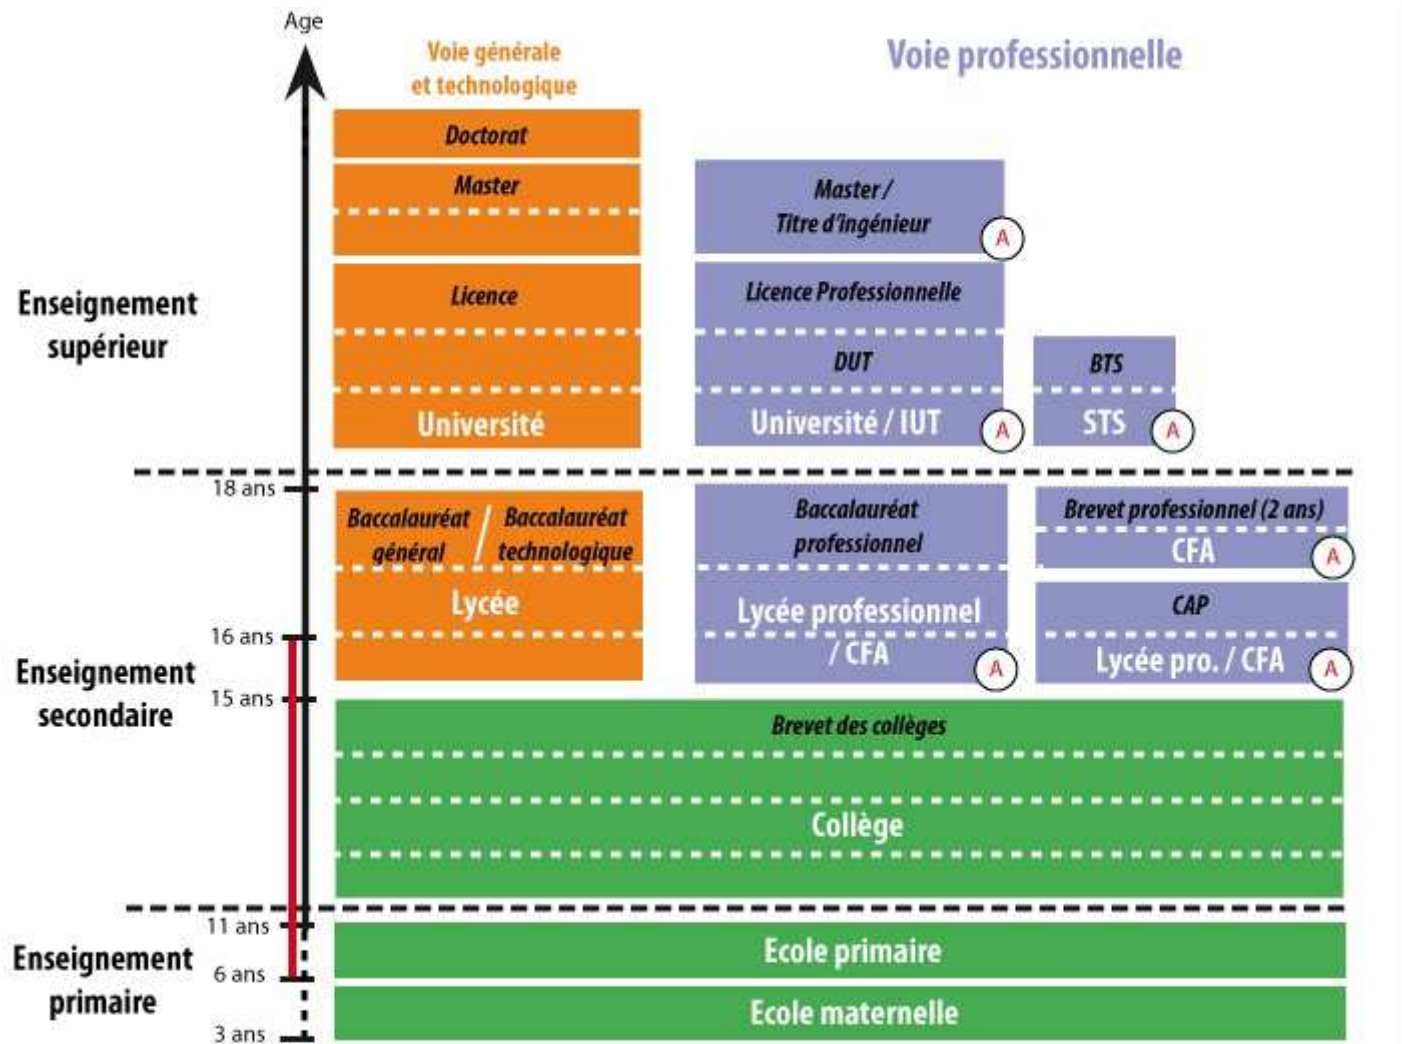 Age
Voie générale
et technologique
Voie professionnelle
Doctorat
Master
Master /
Titre d'ingénieur
A
Enseignement
supérieur
Licence
Licence Professionnelle
DUT
BTS
Université
Université / IUT
A
STS
A
18 ans
Baccalauréat
général
/
Baccalauréat
technologique
Baccalauréat
professionnel
Brevet professionnel (2 ans)
CFA
A
Lycée
Lycée professionnel
/ CFA
A
CAP
Lycée pro. / CFA
A
16 ans
Enseignement
secondaire
15 ans
Brevet des collèges
Collège
11 ans
Enseignement
primaire
Ecole primaire
6 ans
Ecole maternelle
3 ans